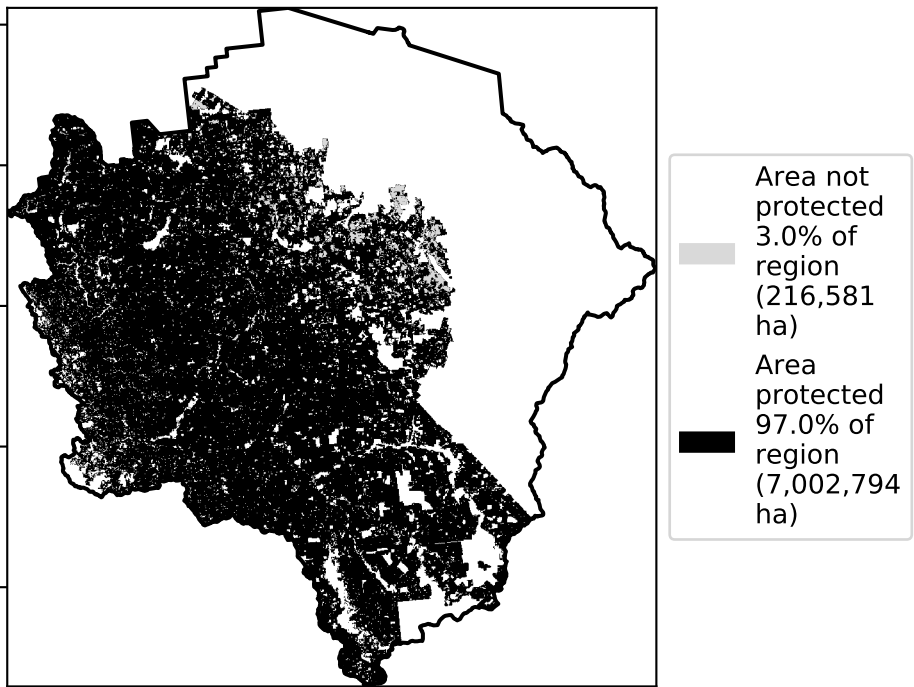 Area not
protected
3.0% of
region
(216,581
ha)
Area
protected
97.0% of
region
(7,002,794
ha)